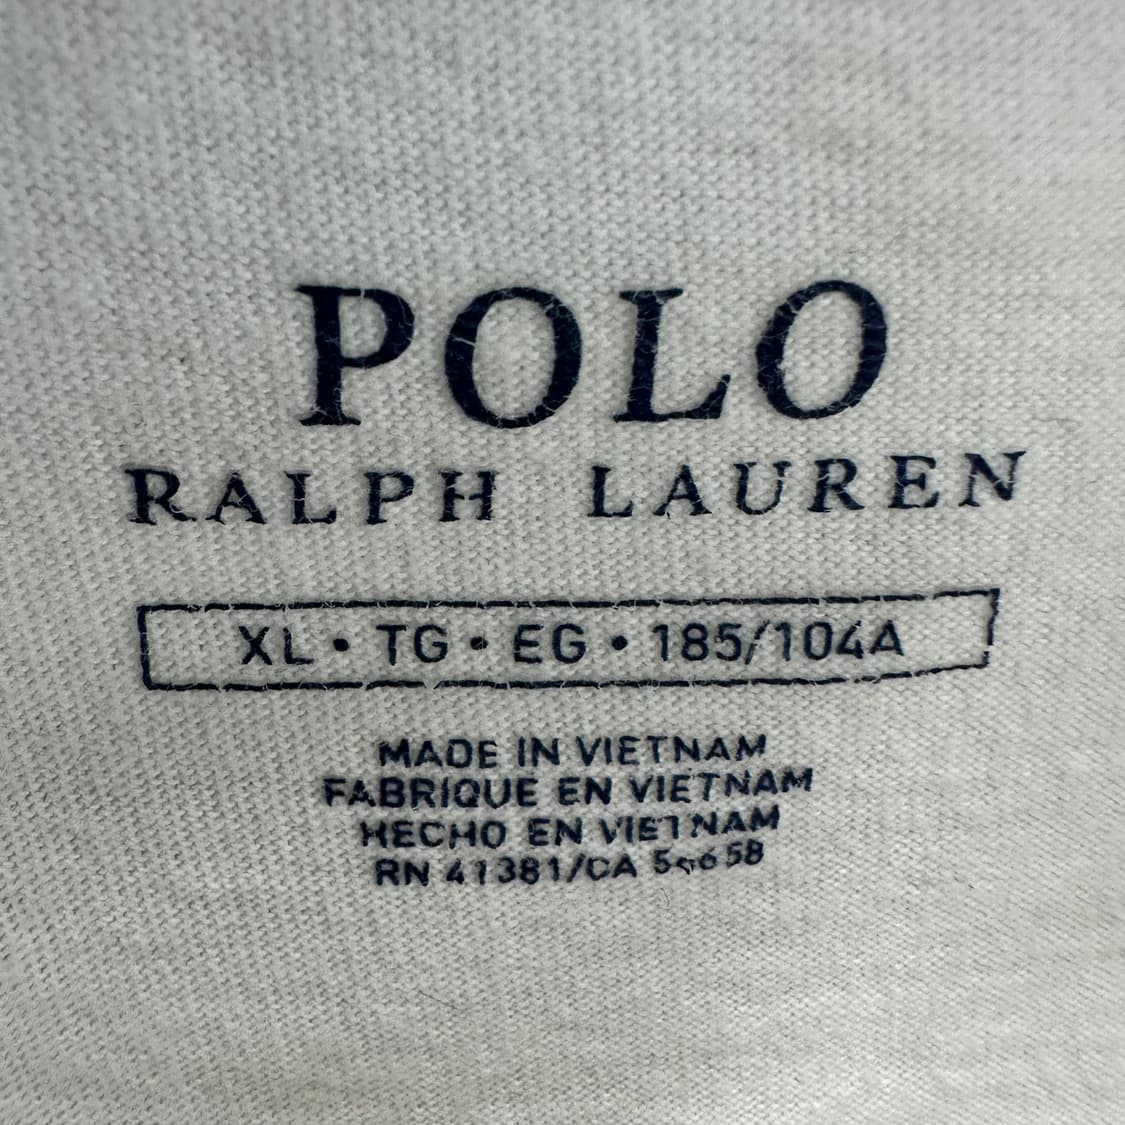 POLO
RALPH LAUREN
XL • TG • EG • 185/104A
MADE IN VIETNAM
FABRIQUE EN VIETNAM
HECHO EN VIETNAM
RN 41381/CA